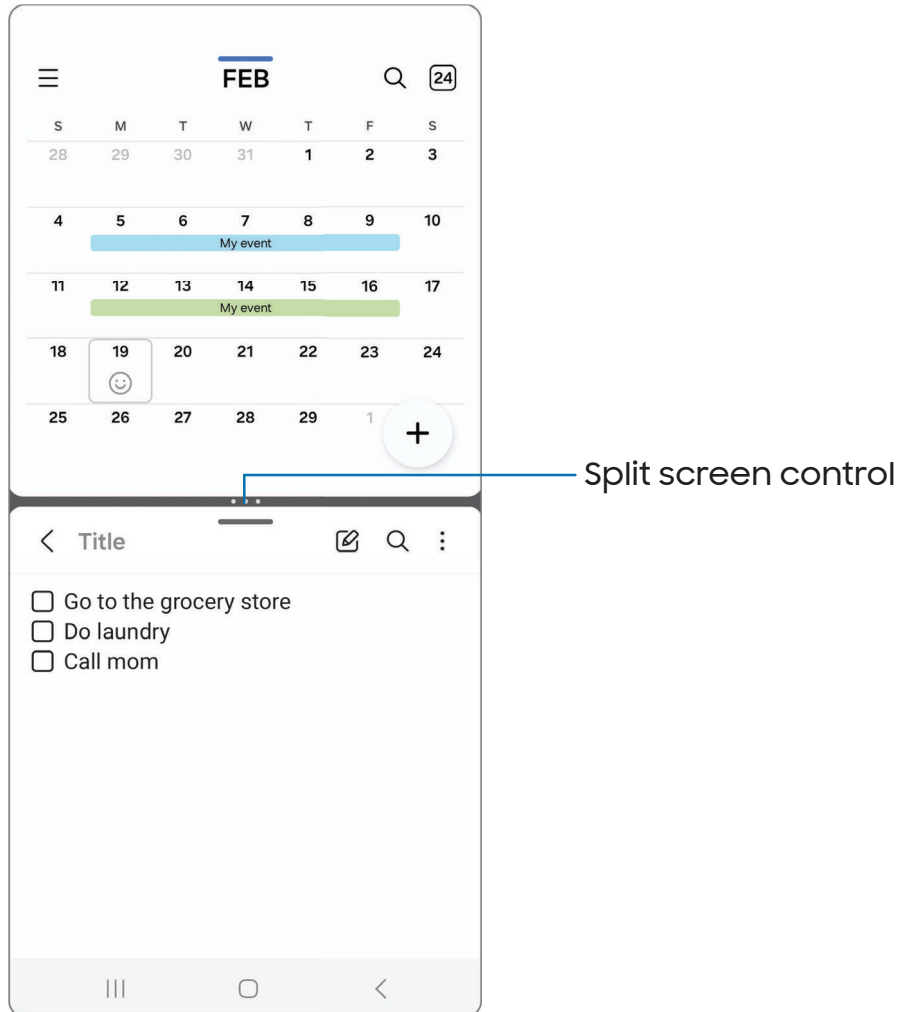 FEB
24
S M T W T F S
28 29 30 31 1 2 3
4 5 6 7 8 9 10
My event
11 12 13 14 15 16 17
My event
18 19 20 21 22 23 24
25 26 27 28 29 1
Split screen control
Title
Go to the grocery store
Do laundry
Call mom